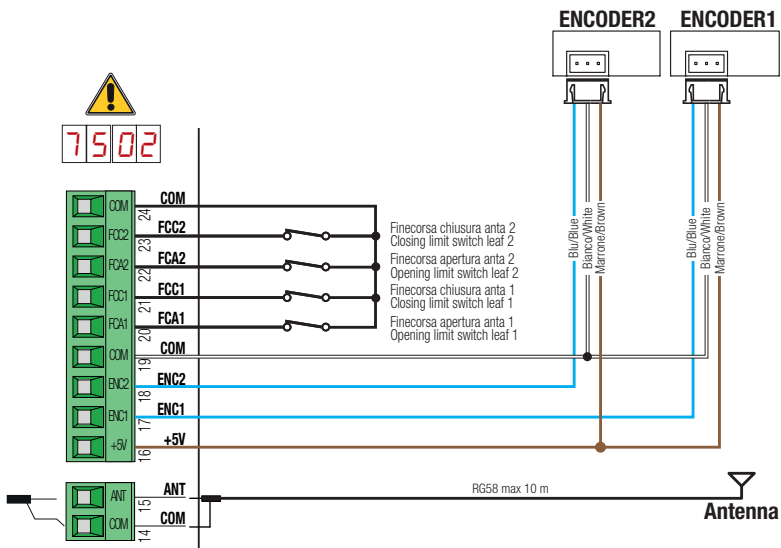 ENCODER2
ENCODER1
7502
COM 24 COM
FCC2 23 FCC2
Finecorsa chiusura anta 2
Closing limit switch leaf 2
FCA2 22 FCA2
Finecorsa apertura anta 2
Opening limit switch leaf 2
FCC1 21 FCC1
Finecorsa chiusura anta 1
Closing limit switch leaf 1
FCA1 20 FCA1
Finecorsa apertura anta 1
Opening limit switch leaf 1
COM 19 COM
ENC2 18 ENC2
ENC1 17 ENC1
+5V 16 +5V
Blu/Blue
Bianco/White
Marrone/Brown
Blu/Blue
Bianco/White
Marrone/Brown
ANT 15 ANT
RG58 max 10 m
COM 14 COM
Antenna